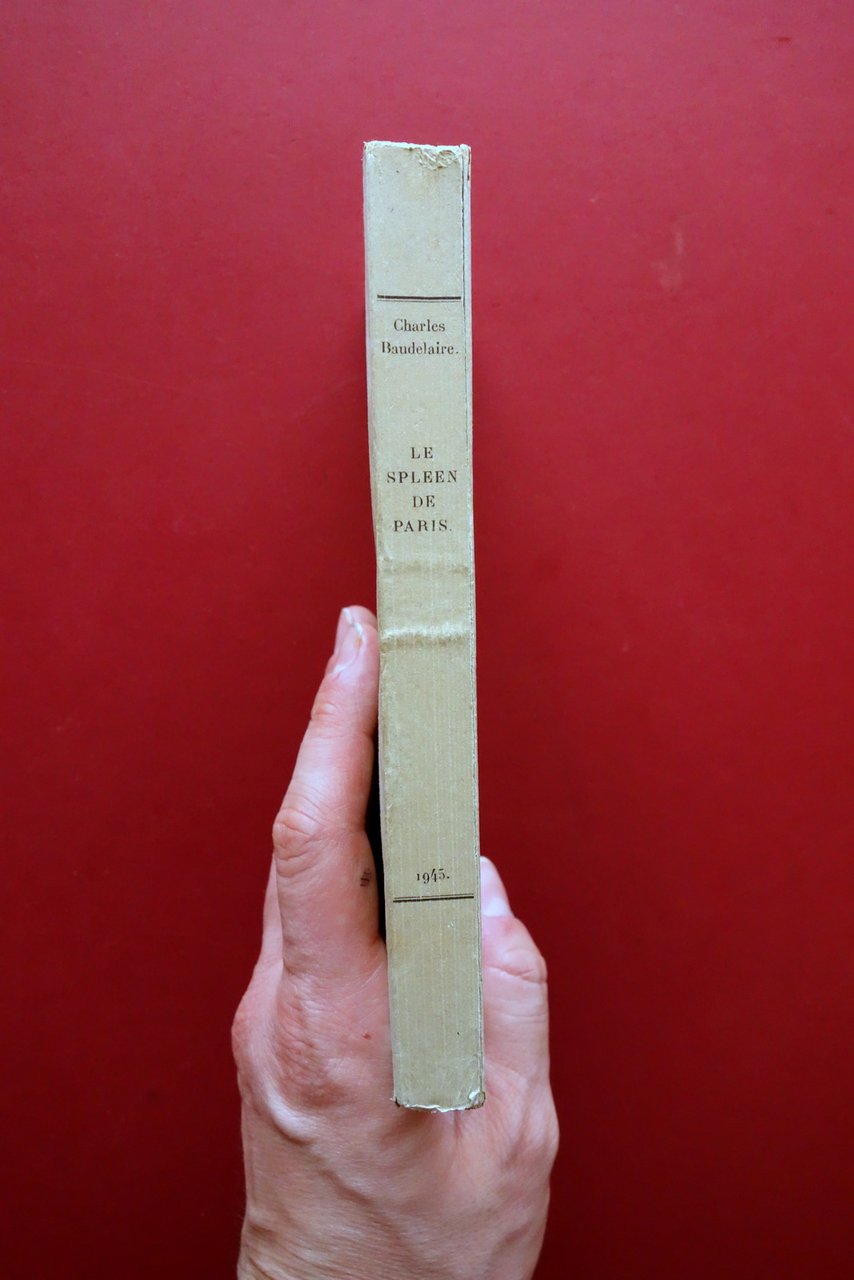 Charles
Baudelaire.
LE
SPLEEN
DE
PARIS.
1945.